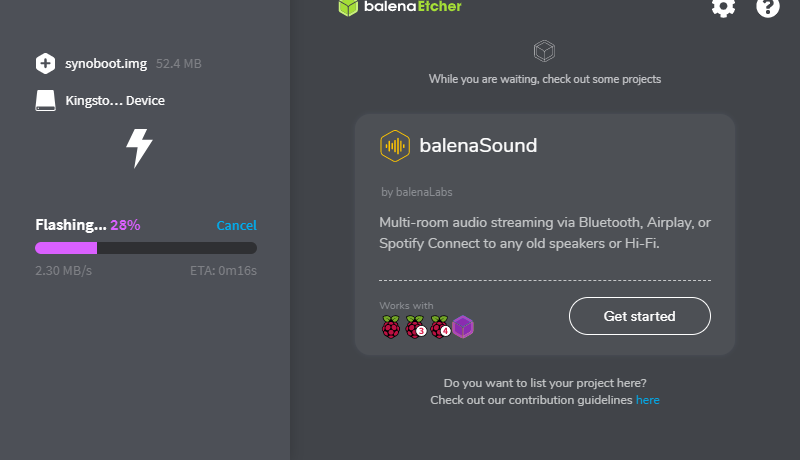 balenaEtcher
synoboot.img 52.4 MB
Kingsto... Device
Flashing... 28% Cancel
2.30 MB/s ETA: 0m16s
While you are waiting, check out some projects
balenaSound
by balenaLabs
Multi-room audio streaming via Bluetooth, Airplay, or
Spotify Connect to any old speakers or Hi-Fi.
Works with
3 4
Get started
Do you want to list your project here?
Check out our contribution guidelines here